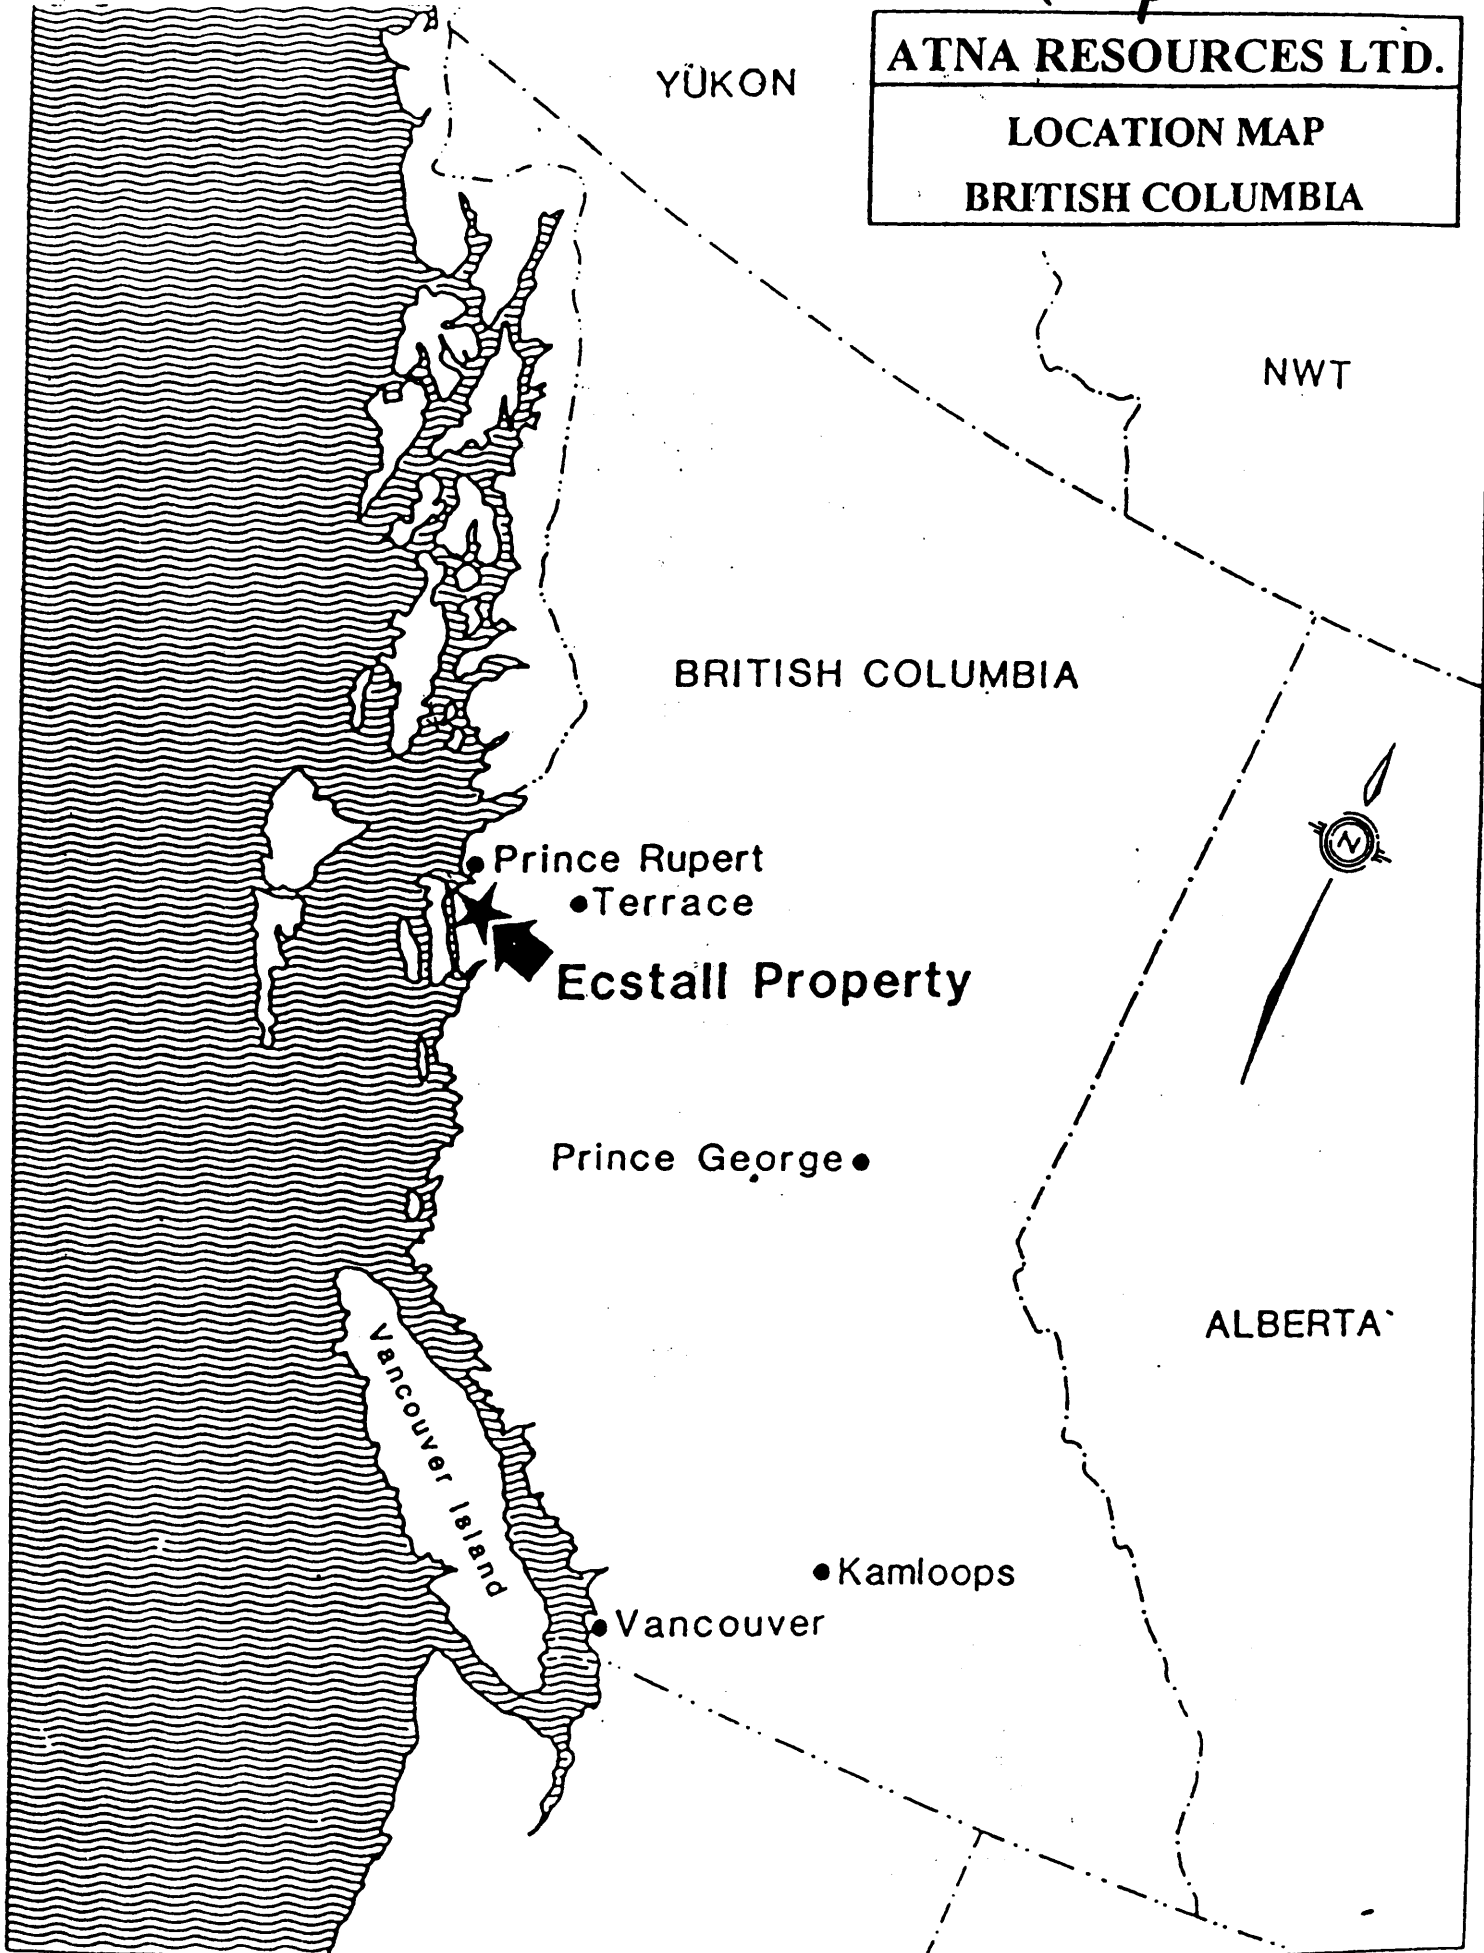 ATNA RESOURCES LTD.
LOCATION MAP
BRITISH COLUMBIA
YUKON
NWT
BRITISH COLUMBIA
N
Prince Rupert
Terrace
Ecstall Property
Prince George
ALBERTA
Vancouver Island
Kamloops
Vancouver